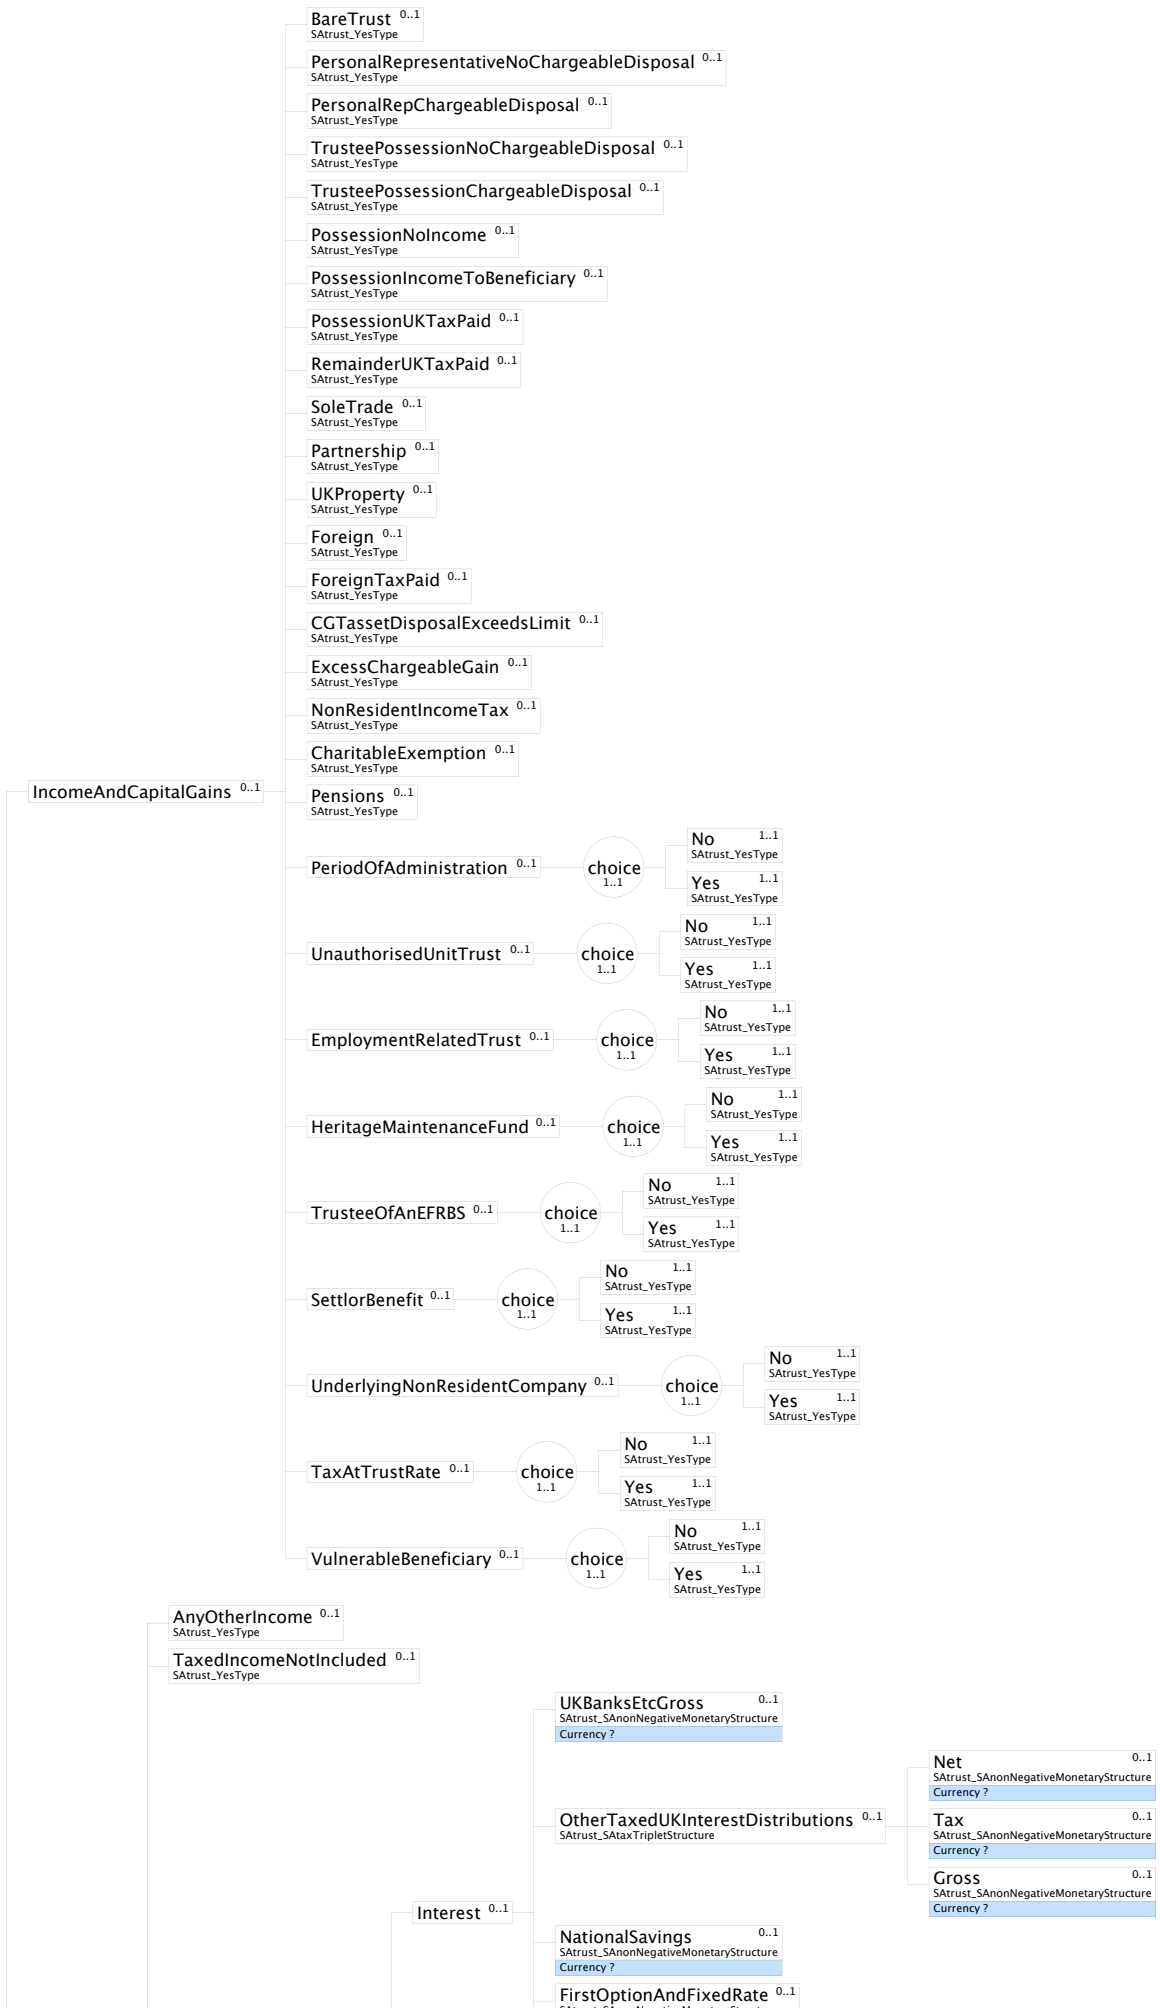 BareTrust 0..1
SAtrust_YesType
PersonalRepresentativeNoChargeableDisposal 0..1
SAtrust_YesType
PersonalRepChargeableDisposal 0..1
SAtrust_YesType
TrusteePossessionNoChargeableDisposal 0..1
SAtrust_YesType
TrusteePossessionChargeableDisposal 0..1
SAtrust_YesType
PossessionNoIncome 0..1
SAtrust_YesType
PossessionIncomeToBeneficiary 0..1
SAtrust_YesType
PossessionUKTaxPaid 0..1
SAtrust_YesType
RemainderUKTaxPaid 0..1
SAtrust_YesType
SoleTrade 0..1
SAtrust_YesType
Partnership 0..1
SAtrust_YesType
UKProperty 0..1
SAtrust_YesType
Foreign 0..1
SAtrust_YesType
ForeignTaxPaid 0..1
SAtrust_YesType
CGTassetDisposalExceedsLimit 0..1
SAtrust_YesType
ExcessChargeableGain 0..1
SAtrust_YesType
NonResidentIncomeTax 0..1
SAtrust_YesType
CharitableExemption 0..1
SAtrust_YesType
IncomeAndCapitalGains 0..1
Pensions 0..1
SAtrust_YesType
PeriodOfAdministration 0..1
choice
1..1
No 1..1
SAtrust_YesType
Yes 1..1
SAtrust_YesType
UnauthorisedUnitTrust 0..1
choice
1..1
No 1..1
SAtrust_YesType
Yes 1..1
SAtrust_YesType
EmploymentRelatedTrust 0..1
choice
1..1
No 1..1
SAtrust_YesType
Yes 1..1
SAtrust_YesType
HeritageMaintenanceFund 0..1
choice
1..1
No 1..1
SAtrust_YesType
Yes 1..1
SAtrust_YesType
TrusteeOfAnEFRBS 0..1
choice
1..1
No 1..1
SAtrust_YesType
Yes 1..1
SAtrust_YesType
SettlorBenefit 0..1
choice
1..1
No 1..1
SAtrust_YesType
Yes 1..1
SAtrust_YesType
UnderlyingNonResidentCompany 0..1
choice
1..1
No 1..1
SAtrust_YesType
Yes 1..1
SAtrust_YesType
TaxAtTrustRate 0..1
choice
1..1
No 1..1
SAtrust_YesType
Yes 1..1
SAtrust_YesType
VulnerableBeneficiary 0..1
choice
1..1
No 1..1
SAtrust_YesType
Yes 1..1
SAtrust_YesType
AnyOtherIncome 0..1
SAtrust_YesType
TaxedIncomeNotIncluded 0..1
SAtrust_YesType
UKBanksEtcGross 0..1
SAtrust_SAnonNegativeMonetaryStructure
Currency ?
OtherTaxedUKInterestDistributions 0..1
SAtrust_SAtaxTripletStructure
Net 0..1
SAtrust_SAnonNegativeMonetaryStructure
Currency ?
Tax 0..1
SAtrust_SAnonNegativeMonetaryStructure
Currency ?
Gross 0..1
SAtrust_SAnonNegativeMonetaryStructure
Currency ?
Interest 0..1
NationalSavings 0..1
SAtrust_SAnonNegativeMonetaryStructure
Currency ?
FirstOptionAndFixedRate 0..1